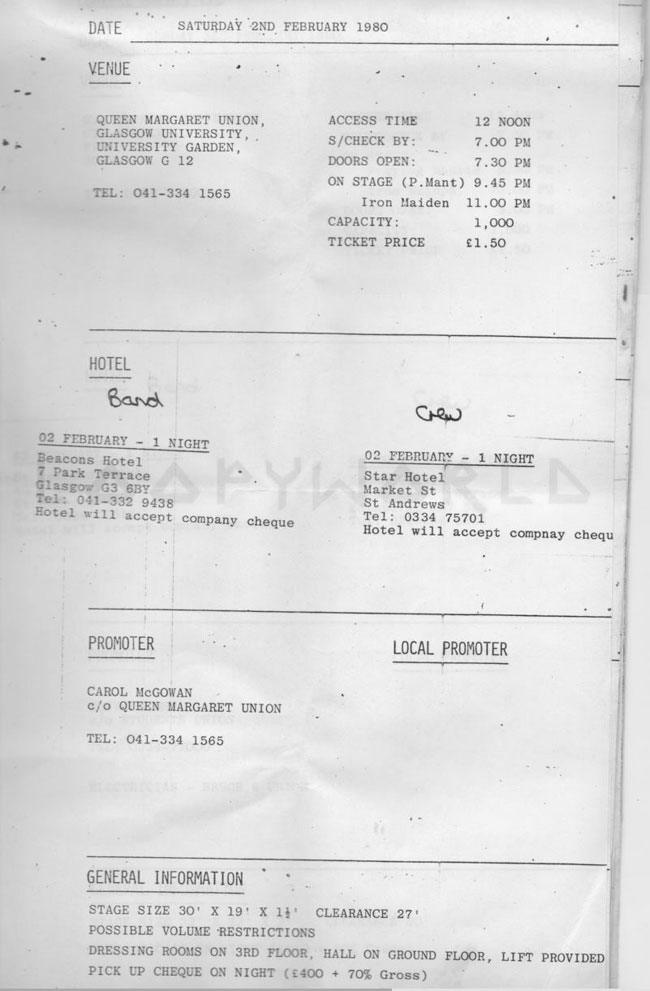 DATE SATURDAY 2ND FEBRUARY 1980
VENUE
QUEEN MARGARET UNION,
GLASGOW UNIVERSITY,
UNIVERSITY GARDEN,
GLASGOW G 12
TEL: 041-334 1565
ACCESS TIME 12 NOON
S/CHECK BY: 7.00 PM
DOORS OPEN: 7.30 PM
ON STAGE (P.Mant) 9.45 PM
Iron Maiden 11.00 PM
CAPACITY: 1,000
TICKET PRICE £1.50
HOTEL
Band
02 FEBRUARY - 1 NIGHT
Beacons Hotel
7 Park Terrace
Glasgow G3 6BY
Tel: 041-332 9438
Hotel will accept company cheque
Crew
02 FEBRUARY - 1 NIGHT
Star Hotel
Market St
St Andrews
Tel: 0334 75701
Hotel will accept compnay chequ
PROMOTER
CAROL McGOWAN
c/o QUEEN MARGARET UNION
TEL: 041-334 1565
LOCAL PROMOTER
GENERAL INFORMATION
STAGE SIZE 30' X 19' X 1½' CLEARANCE 27'
POSSIBLE VOLUME RESTRICTIONS
DRESSING ROOMS ON 3RD FLOOR, HALL ON GROUND FLOOR, LIFT PROVIDED
PICK UP CHEQUE ON NIGHT (£400 + 70% Gross)